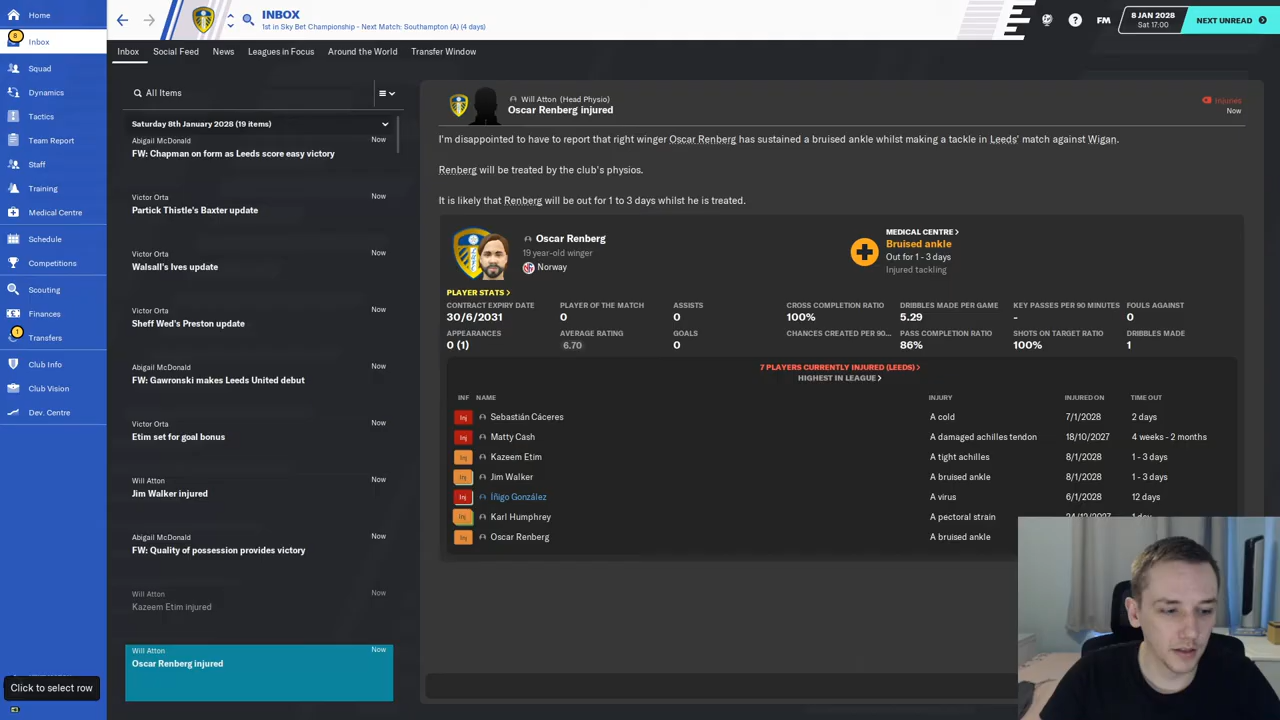 Home
8
Inbox
Squad
Dynamics
Tactics
Team Report
Staff
Training
Medical Centre
Schedule
Competitions
Scouting
Finances
1
Transfers
Club Info
Club Vision
Dev. Centre
Click to select row
INBOX
1st in Sky Bet Championship - Next Match: Southampton (A) (4 days)
?
FM
8 JAN 2028
Sat 17:00
NEXT UNREAD
Inbox
Social Feed
News
Leagues in Focus
Around the World
Transfer Window
All Items
Saturday 8th January 2028 (19 items)
Abigail McDonald
Now
FW: Chapman on form as Leeds score easy victory
Victor Orta
Now
Partick Thistle's Baxter update
Victor Orta
Now
Walsall's Ives update
Victor Orta
Now
Sheff Wed's Preston update
Abigail McDonald
Now
FW: Gawronski makes Leeds United debut
Victor Orta
Now
Etim set for goal bonus
Will Atton
Now
Jim Walker injured
Abigail McDonald
Now
FW: Quality of possession provides victory
Will Atton
Now
Kazeem Etim injured
Will Atton
Now
Oscar Renberg injured
Will Atton (Head Physio)
Oscar Renberg injured
Injuries
Now
I'm disappointed to have to report that right winger Oscar Renberg has sustained a bruised ankle whilst making a tackle in Leeds' match against Wigan.
Renberg will be treated by the club's physios.
It is likely that Renberg will be out for 1 to 3 days whilst he is treated.
Oscar Renberg
19 year-old winger
Norway
MEDICAL CENTRE
Bruised ankle
Out for 1 - 3 days
Injured tackling
PLAYER STATS
CONTRACT EXPIRY DATE
PLAYER OF THE MATCH
ASSISTS
CROSS COMPLETION RATIO
DRIBBLES MADE PER GAME
KEY PASSES PER 90 MINUTES
FOULS AGAINST
30/6/2031
0
0
100%
5.29
-
0
APPEARANCES
AVERAGE RATING
GOALS
CHANCES CREATED PER 90...
PASS COMPLETION RATIO
SHOTS ON TARGET RATIO
DRIBBLES MADE
0 (1)
6.70
0
86%
100%
1
7 PLAYERS CURRENTLY INJURED (LEEDS)
HIGHEST IN LEAGUE
INF
NAME
INJURY
INJURED ON
TIME OUT
Inj
Sebastián Cáceres
A cold
7/1/2028
2 days
Inj
Matty Cash
A damaged achilles tendon
18/10/2027
4 weeks - 2 months
Inj
Kazeem Etim
A tight achilles
8/1/2028
1 - 3 days
Inj
Jim Walker
A bruised ankle
8/1/2028
1 - 3 days
Inj
Iñigo González
A virus
6/1/2028
12 days
Inj
Karl Humphrey
A pectoral strain
1 day
Inj
Oscar Renberg
A bruised ankle